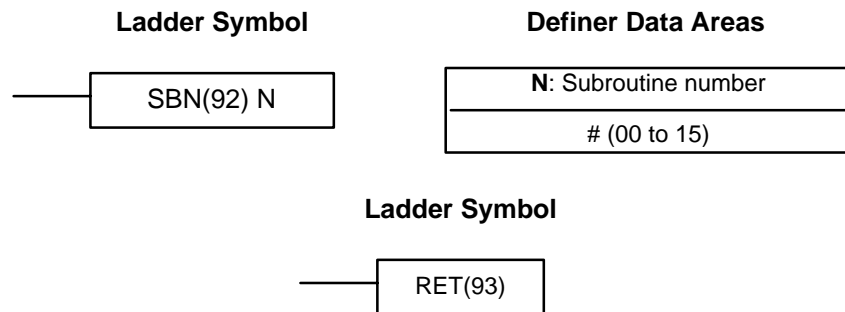 Ladder Symbol
Definer Data Areas
SBN(92) N
N: Subroutine number
# (00 to 15)
Ladder Symbol
RET(93)